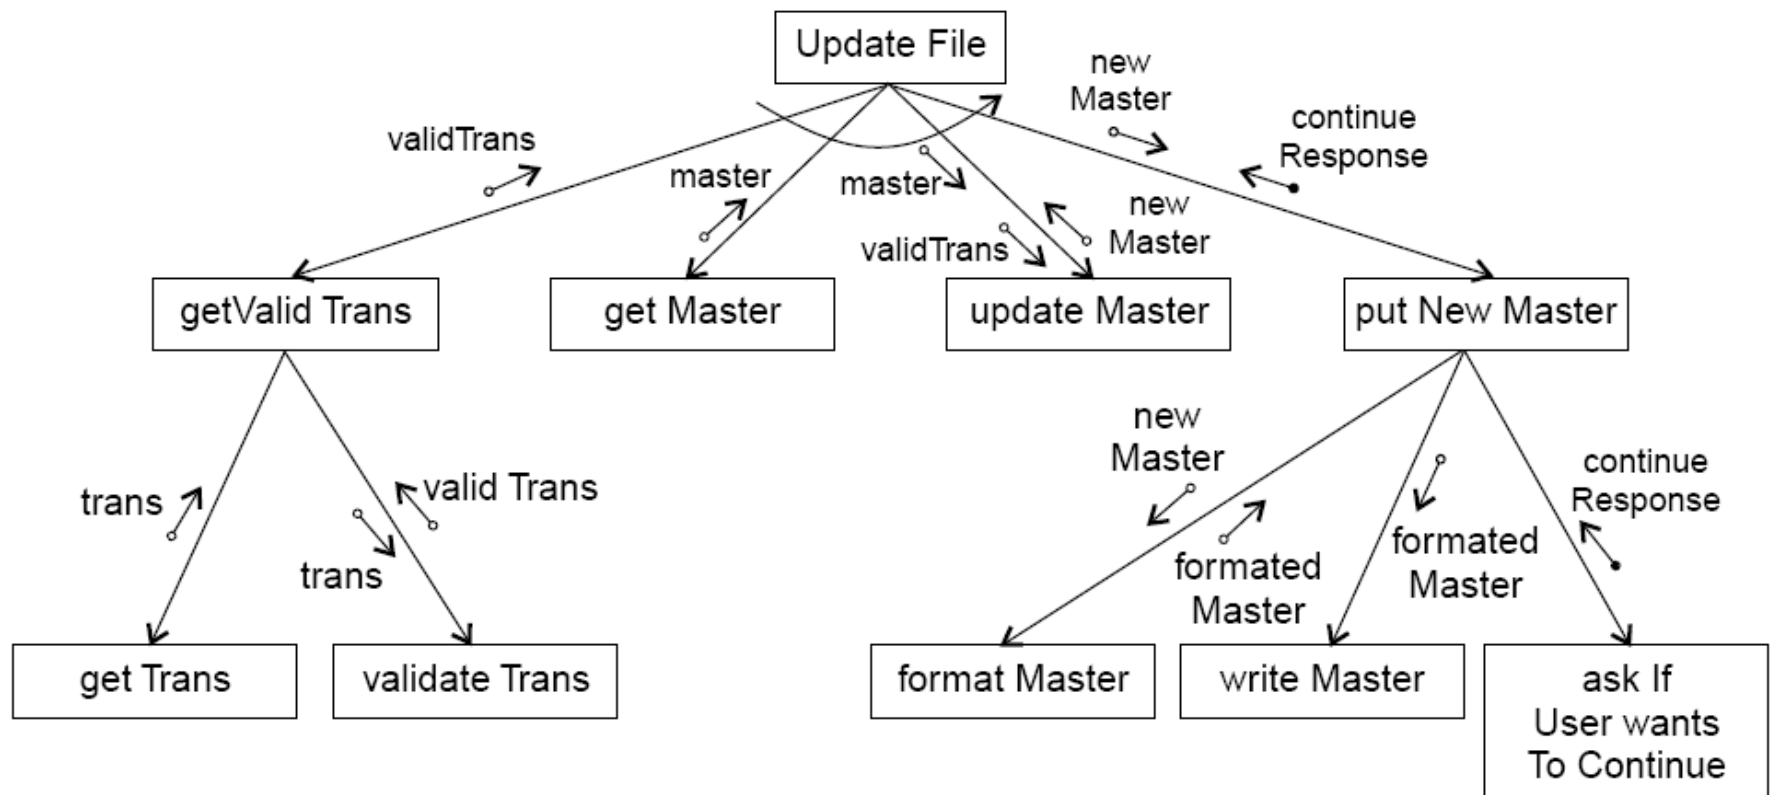 Update File
new
Master
continue
Response
validTrans
master
master
new
Master
validTrans
getValid Trans
get Master
update Master
put New Master
new
Master
trans
valid Trans
trans
continue
Response
formated
Master
formated
Master
get Trans
validate Trans
format Master
write Master
ask If
User wants
To Continue